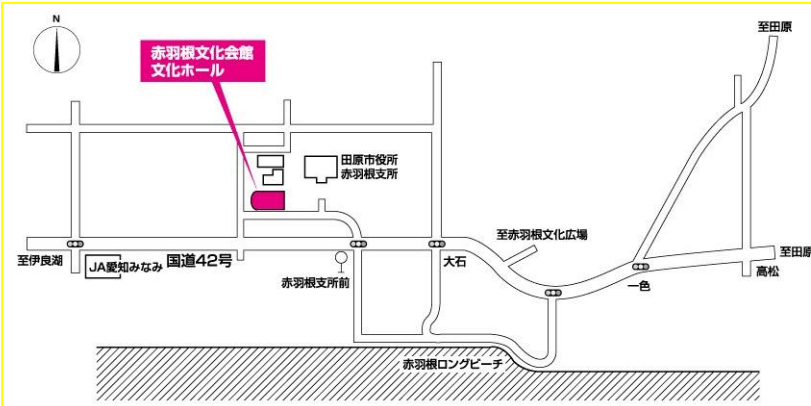 N
至田原
赤羽根文化会館
文化ホール
田原市役所
赤羽根支所
至赤羽根文化広場
至伊良湖
JA愛知みなみ
国道42号
赤羽根支所前
大石
一色
至田原
高松
赤羽根ロングビーチ